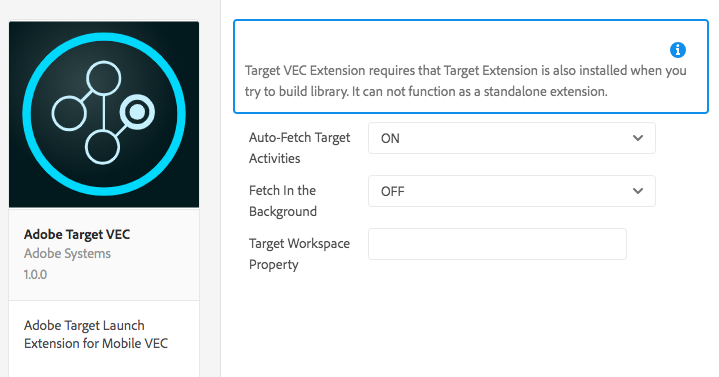 Adobe Target VEC
Adobe Systems
1.0.0
Adobe Target Launch
Extension for Mobile VEC
Target VEC Extension requires that Target Extension is also installed when you
try to build library. It can not function as a standalone extension.
Auto-Fetch Target
Activities
ON
Fetch In the
Background
OFF
Target Workspace
Property